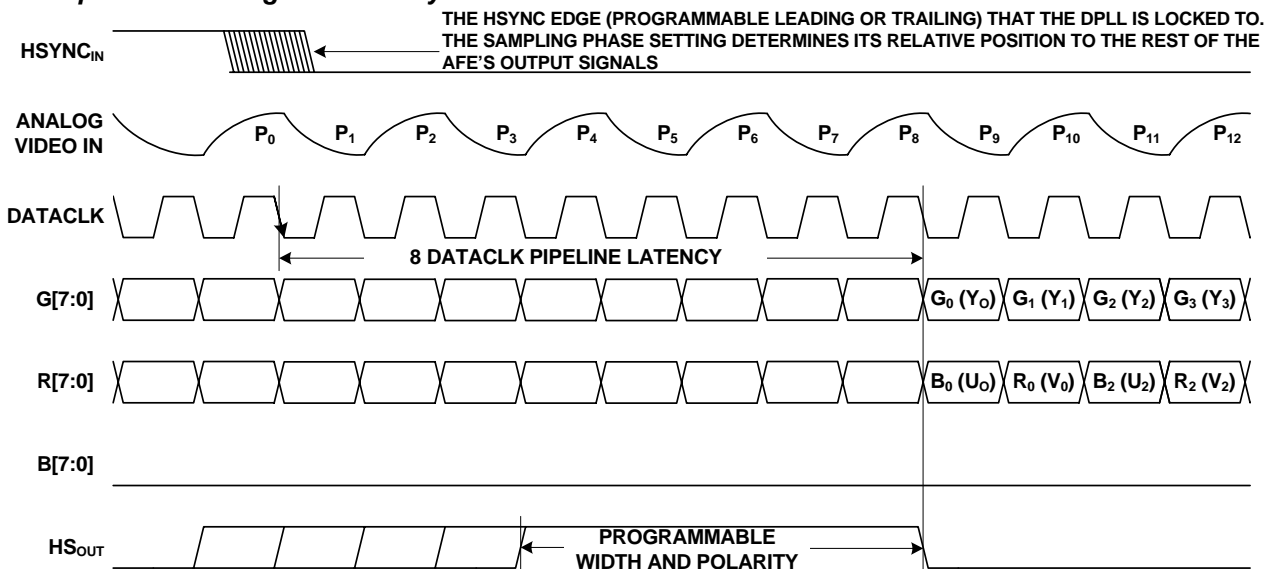 THE HSYNC EDGE (PROGRAMMABLE LEADING OR TRAILING) THAT THE DPLL IS LOCKED TO.
THE SAMPLING PHASE SETTING DETERMINES ITS RELATIVE POSITION TO THE REST OF THE
AFE'S OUTPUT SIGNALS
HSYNCIN
ANALOG
VIDEO IN
P0 P1 P2 P3 P4 P5 P6 P7 P8 P9 P10 P11 P12
DATACLK
8 DATACLK PIPELINE LATENCY
G[7:0]
G0 (YO) G1 (Y1) G2 (Y2) G3 (Y3)
R[7:0]
B0 (UO) R0 (V0) B2 (U2) R2 (V2)
B[7:0]
HSOUT
PROGRAMMABLE
WIDTH AND POLARITY